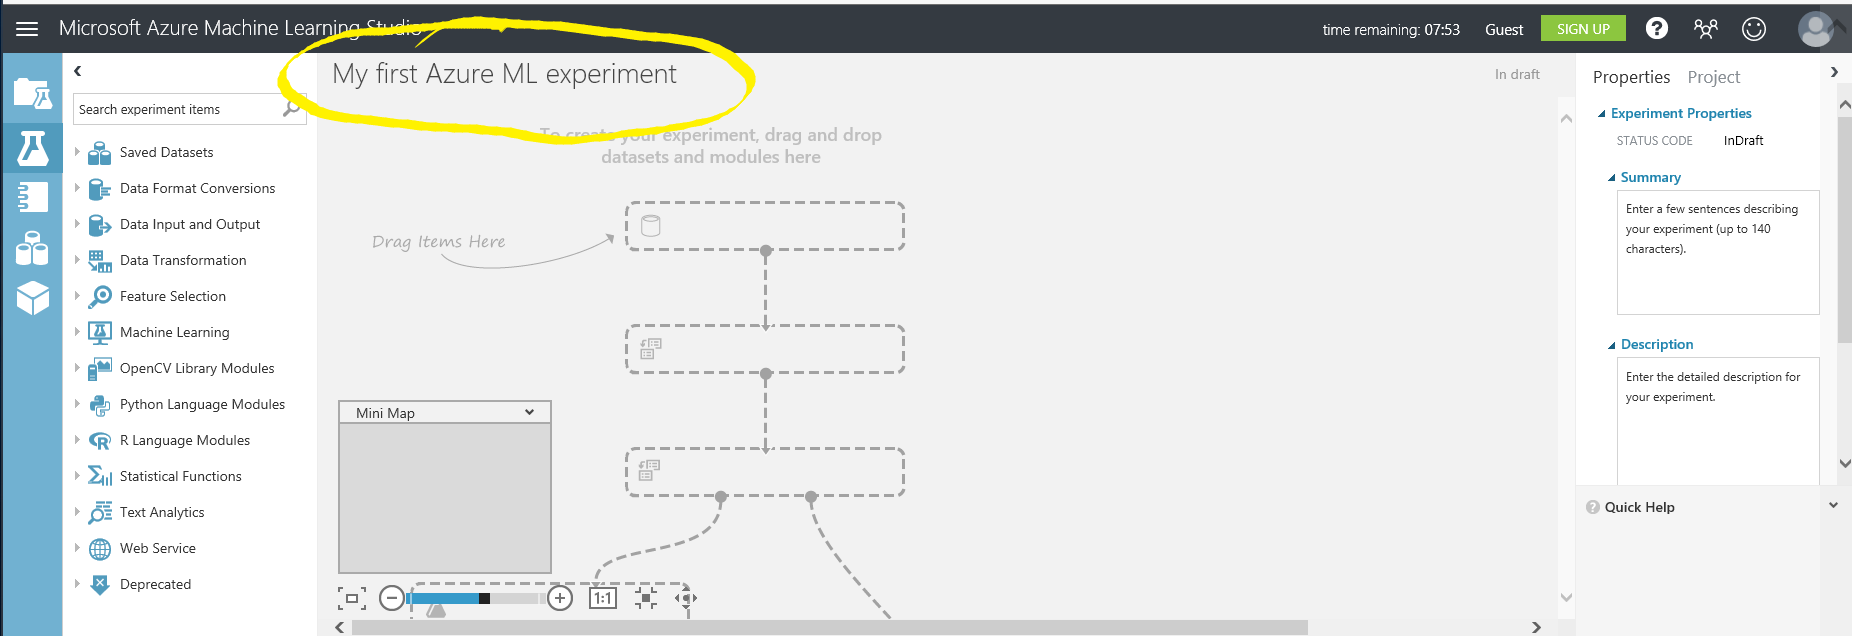 Microsoft Azure Machine Learning Studio
time remaining: 07:53
Guest
SIGN UP
?
My first Azure ML experiment
In draft
Search experiment items
Saved Datasets
Data Format Conversions
Data Input and Output
Data Transformation
Feature Selection
Machine Learning
OpenCV Library Modules
Python Language Modules
R Language Modules
Statistical Functions
Text Analytics
Web Service
Deprecated
To create your experiment, drag and drop
datasets and modules here
Drag Items Here
Mini Map
1:1
Properties
Project
Experiment Properties
STATUS CODE
InDraft
Summary
Enter a few sentences describing
your experiment (up to 140
characters).
Description
Enter the detailed description for
your experiment.
? Quick Help